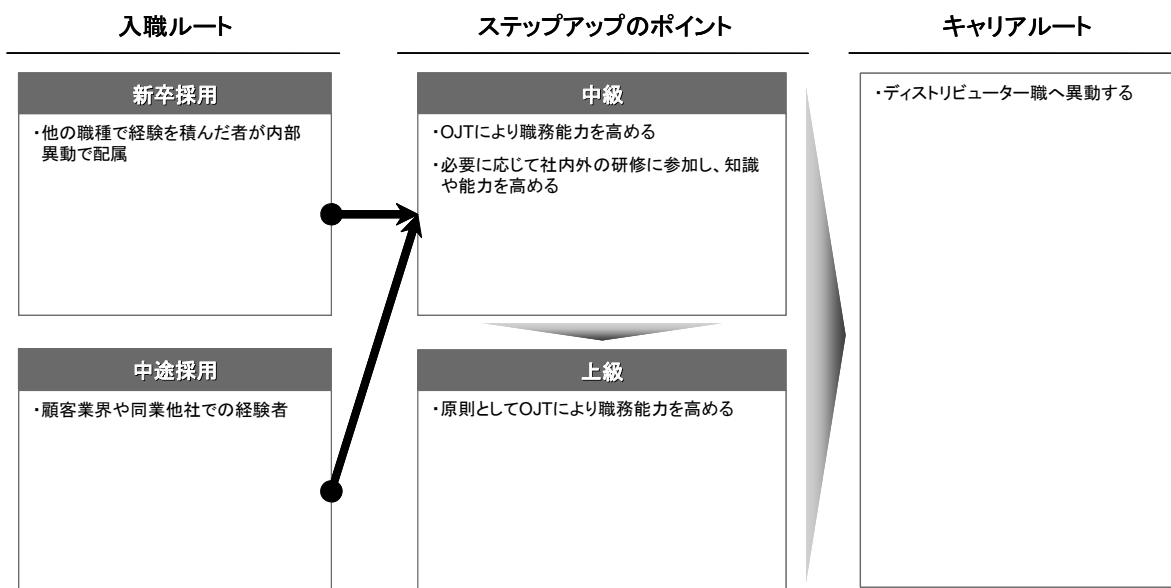 入職ルート
ステップアップのポイント
キャリアルート
新卒採用
・他の職種で経験を積んだ者が内部
異動で配属
中途採用
・顧客業界や同業他社での経験者
中級
・OJTにより職務能力を高める
・必要に応じて社内外の研修に参加し、知識
や能力を高める
上級
・原則としてOJTにより職務能力を高める
・ディストリビューター職へ異動する